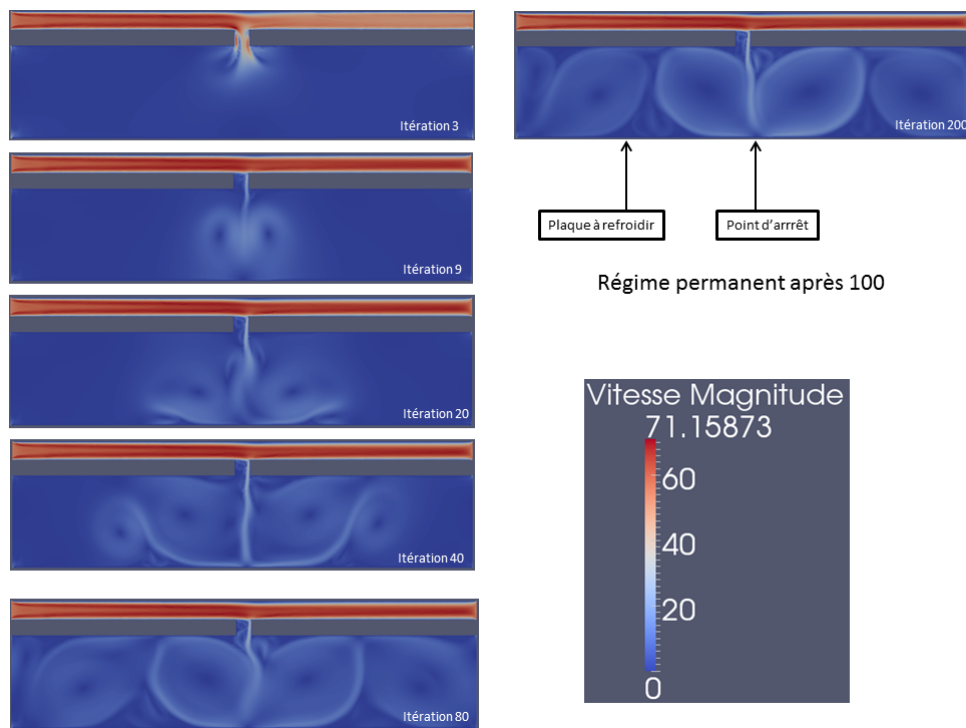 Itération 3
Itération 9
Itération 20
Itération 40
Itération 80
Itération 200
Plaque à refroidir
Point d'arrrêt
Régime permanent après 100
Vitesse Magnitude
71.15873
60
40
20
0